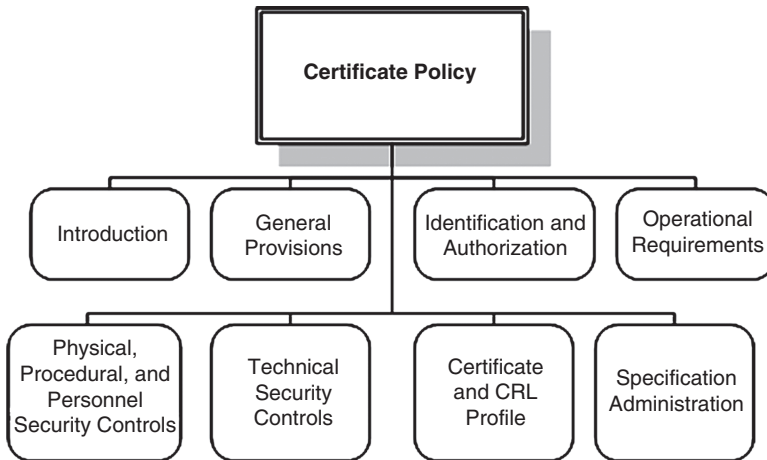 Certificate Policy
Introduction
General
Provisions
Identification and
Authorization
Operational
Requirements
Physical,
Procedural, and
Personnel
Security Controls
Technical
Security
Controls
Certificate
and CRL
Profile
Specification
Administration